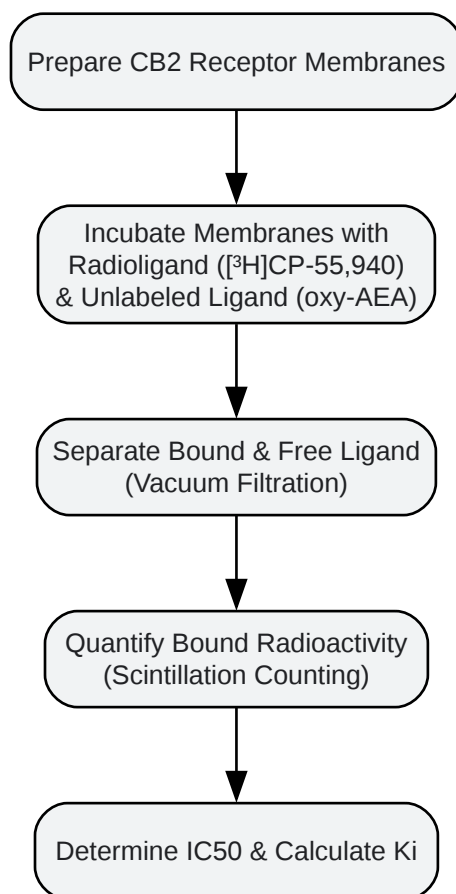 Prepare CB2 Receptor Membranes
Incubate Membranes with
Radioligand ([³H]CP-55,940)
& Unlabeled Ligand (oxy-AEA)
Separate Bound & Free Ligand
(Vacuum Filtration)
Quantify Bound Radioactivity
(Scintillation Counting)
Determine IC50 & Calculate Ki